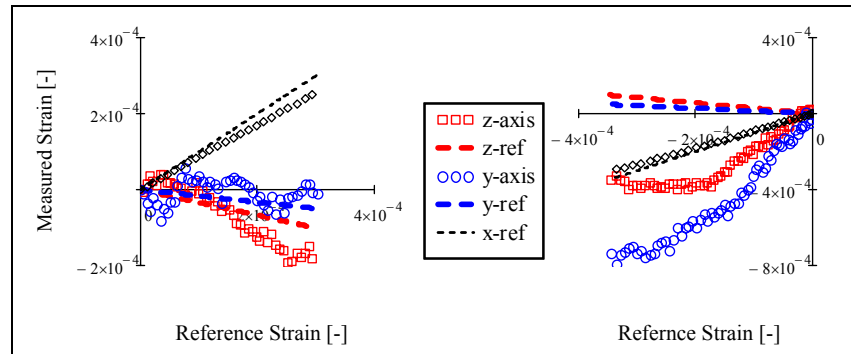 4×10⁻⁴
2×10⁻⁴
0
4×10⁻⁴
− 2×10⁻⁴
Measured Strain [-]
Reference Strain [-]
z-axis
z-ref
y-axis
y-ref
x-ref
4×10⁻⁴
− 4×10⁻⁴
− 2×10⁻⁴
0
4×10⁻⁴
− 8×10⁻⁴
Refernce Strain [-]